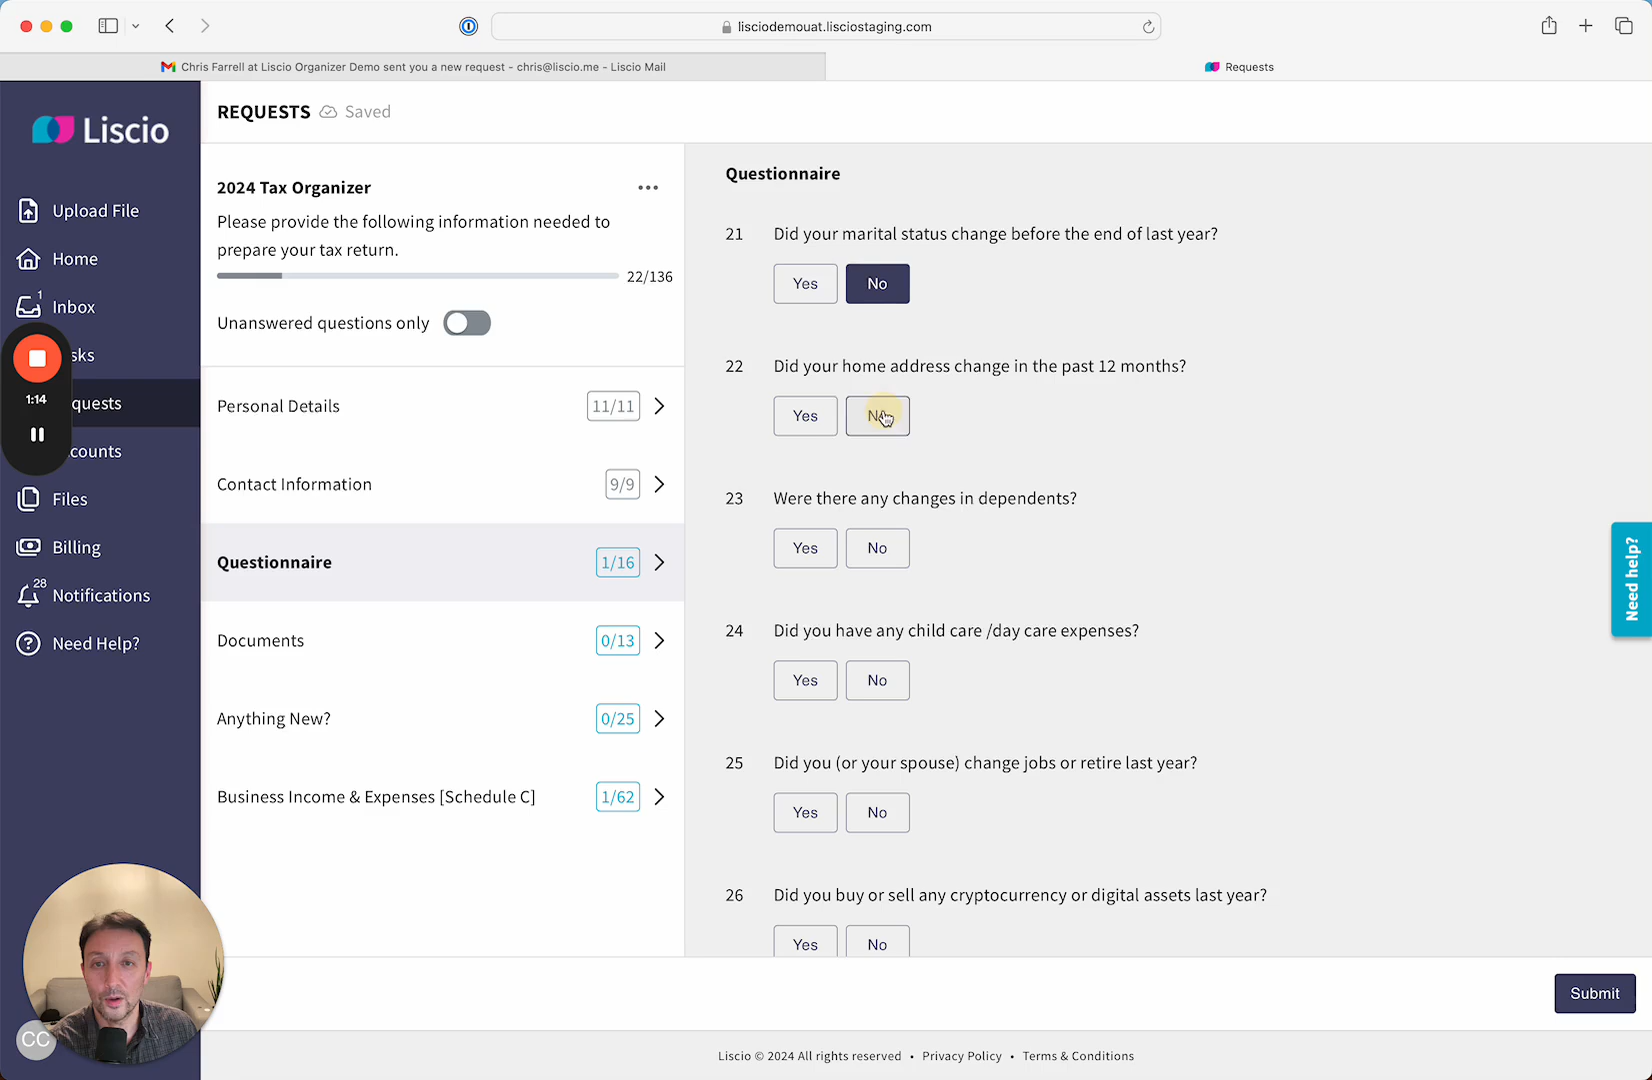 lisciodemouat.lisciostaging.com
Chris Farrell at Liscio Organizer Demo sent you a new request - chris@liscio.me - Liscio Mail
Requests
Liscio
Upload File
Home
1
Inbox
sks
quests
counts
Files
Billing
28
Notifications
Need Help?
1:14
CC
REQUESTS
Saved
2024 Tax Organizer
Please provide the following information needed to
prepare your tax return.
22/136
Unanswered questions only
Personal Details
11/11
Contact Information
9/9
Questionnaire
1/16
Documents
0/13
Anything New?
0/25
Business Income & Expenses [Schedule C]
1/62
Questionnaire
21 Did your marital status change before the end of last year?
Yes No
22 Did your home address change in the past 12 months?
Yes No
23 Were there any changes in dependents?
Yes No
24 Did you have any child care /day care expenses?
Yes No
25 Did you (or your spouse) change jobs or retire last year?
Yes No
26 Did you buy or sell any cryptocurrency or digital assets last year?
Yes No
Need help?
Submit
Liscio © 2024 All rights reserved • Privacy Policy • Terms & Conditions